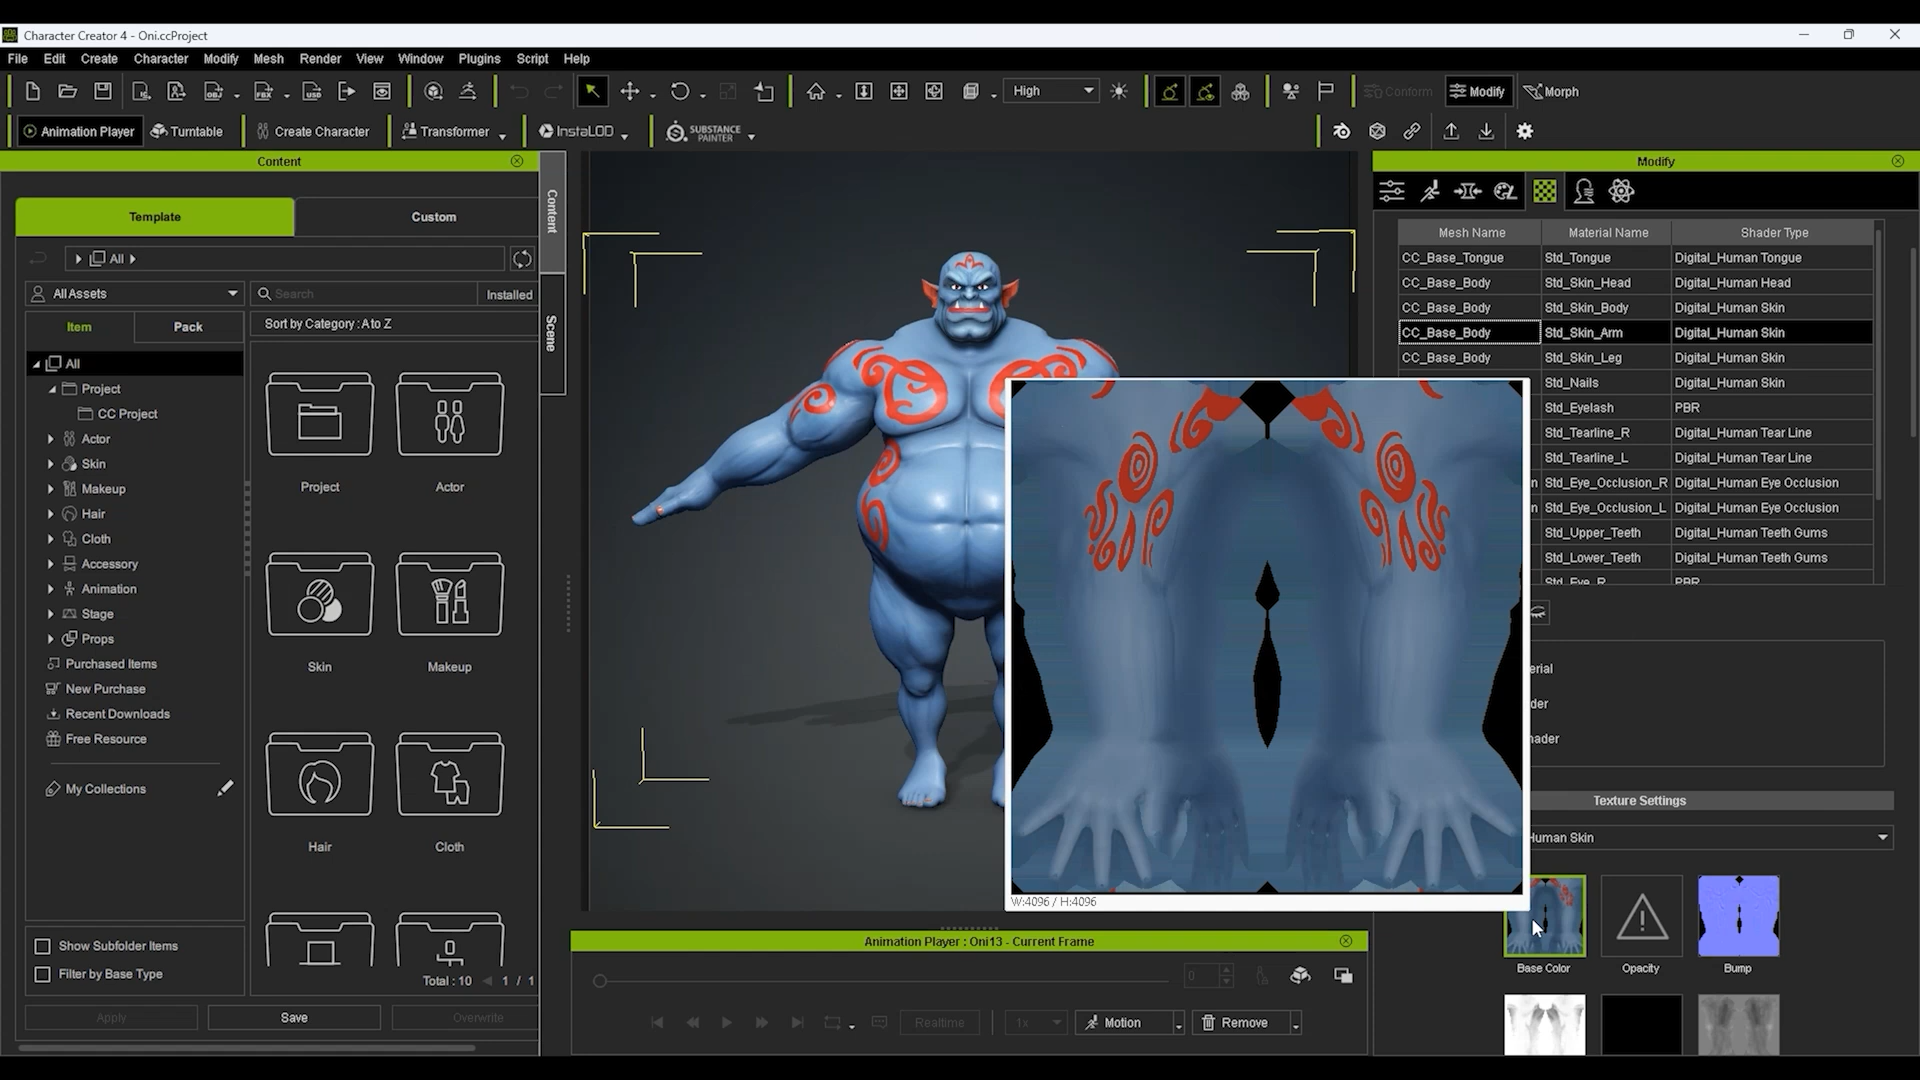 Character Creator 4 - Oni.ccProject
File Edit Create Character Modify Mesh Render View Window Plugins Script Help
High
Conform
Modify
Morph
Animation Player
Turntable
Create Character
Transformer
InstaLOD
SUBSTANCE PAINTER
Content
Template
Custom
All
All Assets
Search
Installed
Item
Pack
Sort by Category : A to Z
All
Project
CC Project
Actor
Skin
Makeup
Hair
Cloth
Accessory
Animation
Stage
Props
Purchased Items
New Purchase
Recent Downloads
Free Resource
My Collections
Project
Actor
Skin
Makeup
Hair
Cloth
Show Subfolder Items
Filter by Base Type
Total : 10
1 / 1
Apply
Save
Overwrite
Content
Scene
W:4096 / H:4096
Animation Player : Oni13 - Current Frame
0
Realtime
1x
Motion
Remove
Modify
Mesh Name Material Name Shader Type
CC_Base_Tongue Std_Tongue Digital_Human Tongue
CC_Base_Body Std_Skin_Head Digital_Human Head
CC_Base_Body Std_Skin_Body Digital_Human Skin
CC_Base_Body Std_Skin_Arm Digital_Human Skin
CC_Base_Body Std_Skin_Leg Digital_Human Skin
Std_Nails Digital_Human Skin
Std_Eyelash PBR
Std_Tearline_R Digital_Human Tear Line
Std_Tearline_L Digital_Human Tear Line
n Std_Eye_Occlusion_R Digital_Human Eye Occlusion
n Std_Eye_Occlusion_L Digital_Human Eye Occlusion
Std_Upper_Teeth Digital_Human Teeth Gums
Std_Lower_Teeth Digital_Human Teeth Gums
Std_Eye_R PBR
erial
der
hader
Texture Settings
Human Skin
Base Color
Opacity
Bump